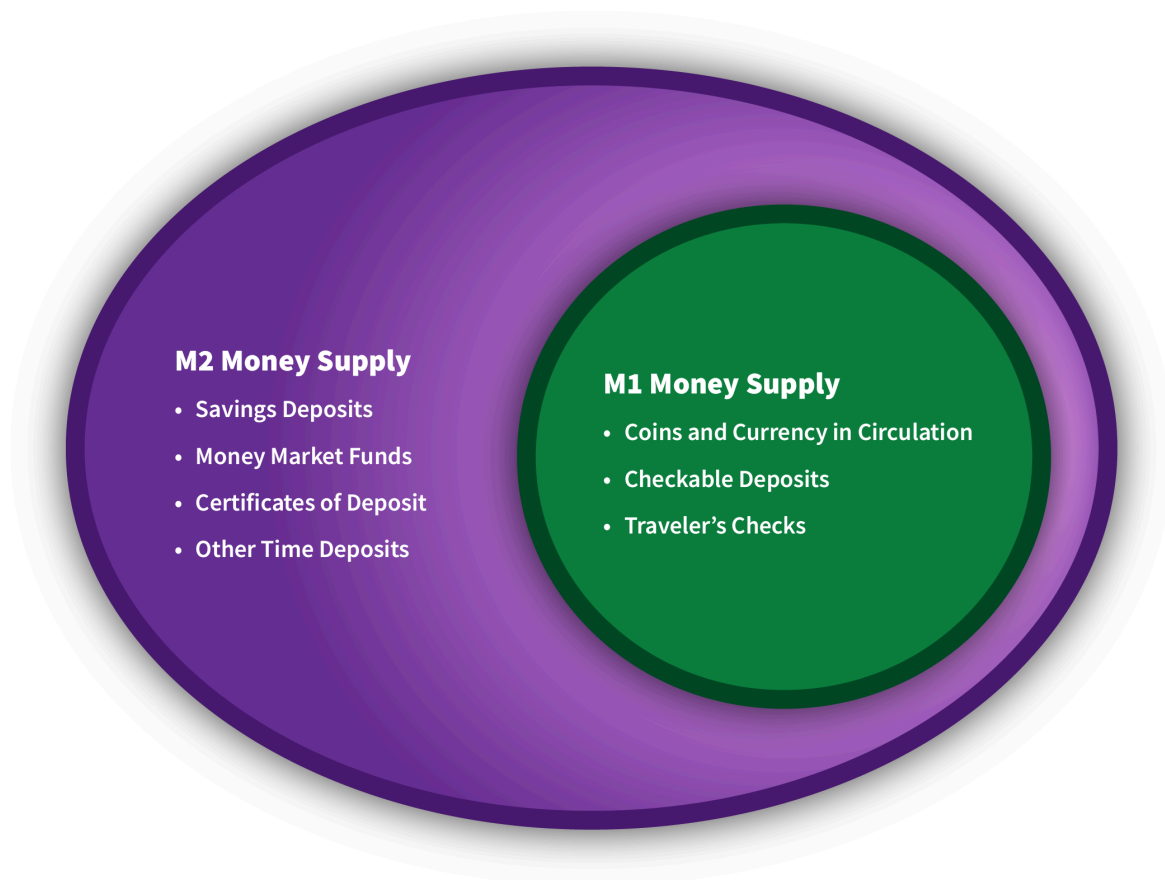 M2 Money Supply
• Savings Deposits
• Money Market Funds
• Certificates of Deposit
• Other Time Deposits
M1 Money Supply
• Coins and Currency in Circulation
• Checkable Deposits
• Traveler’s Checks